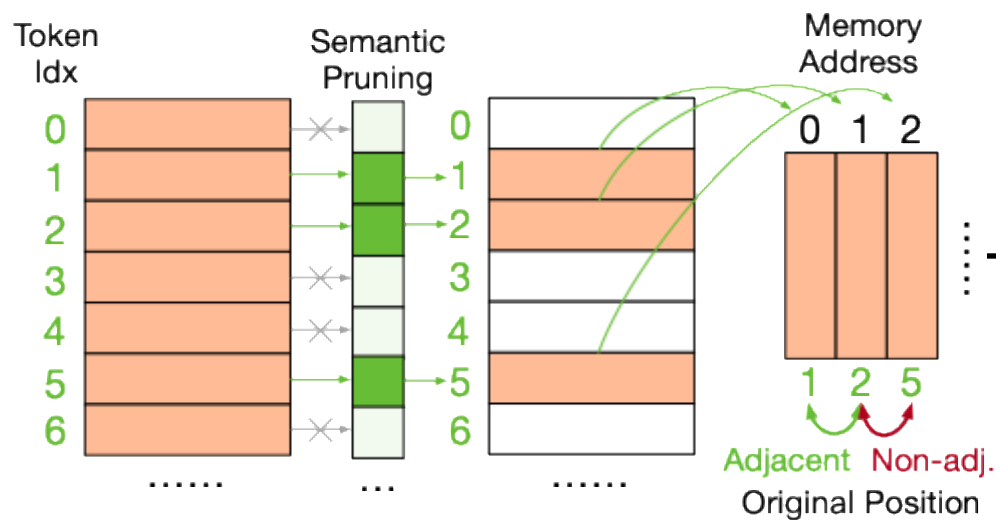 Token
Idx
Semantic
Pruning
Memory
Address
0
1
2
3
4
5
6
......
...
0
1
2
3
4
5
6
......
0 1 2
......
1 2 5
Adjacent Non-adj.
Original Position